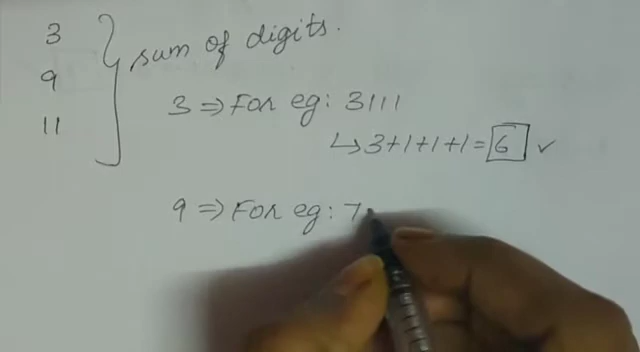 3
9
11
sum of digits.
3 ⇒ For eg: 3111
↳ 3+1+1+1= 6 ✓
9 ⇒ For eg: 7